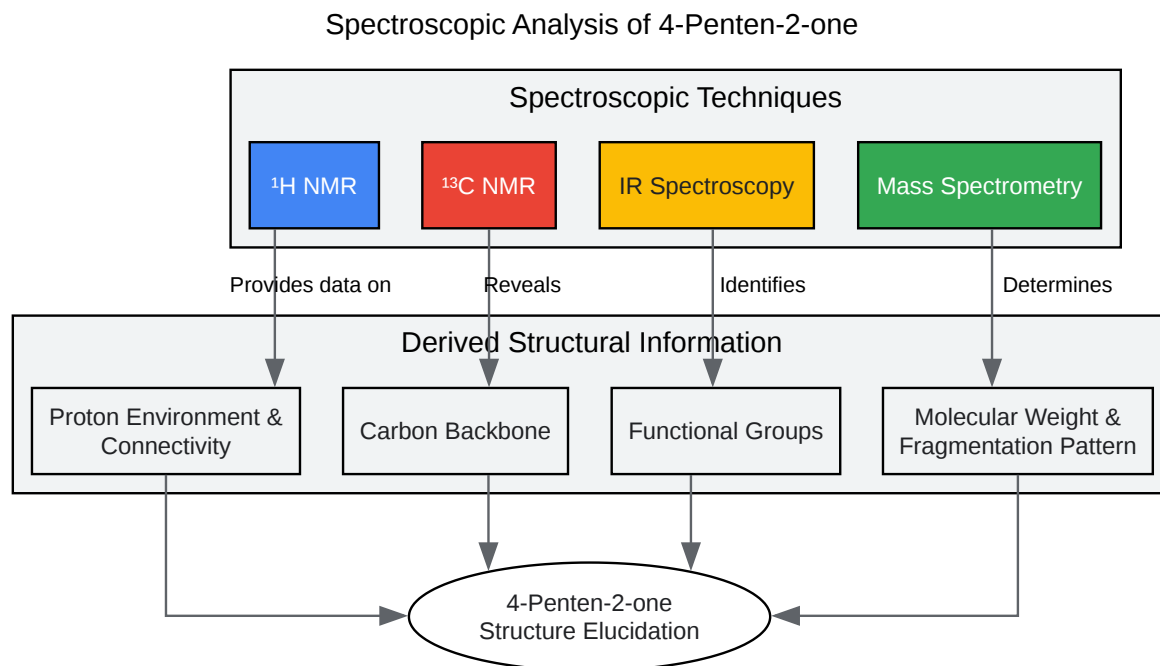 Spectroscopic Analysis of 4-Penten-2-one
Spectroscopic Techniques
¹H NMR
¹³C NMR
IR Spectroscopy
Mass Spectrometry
Provides data on
Reveals
Identifies
Determines
Derived Structural Information
Proton Environment &
Connectivity
Carbon Backbone
Functional Groups
Molecular Weight &
Fragmentation Pattern
4-Penten-2-one
Structure Elucidation